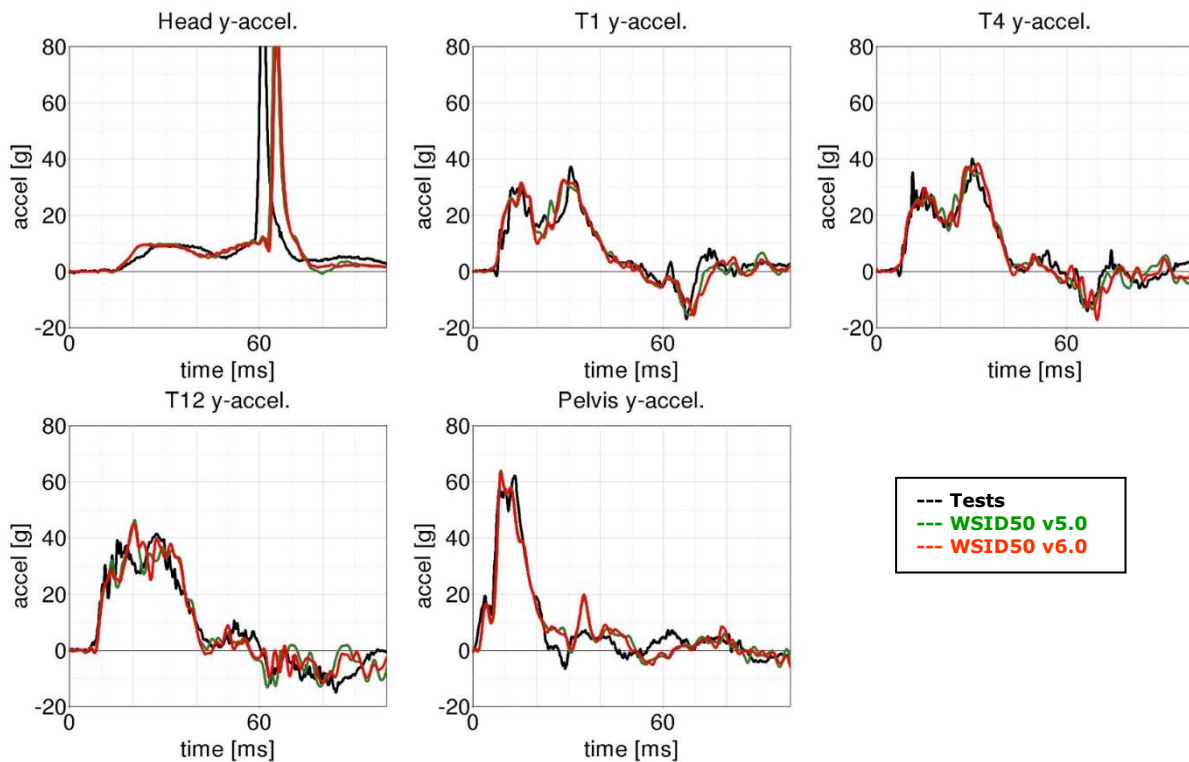 Head y-accel.
80
60
40
20
0
-20
accel [g]
0
60
time [ms]
T1 y-accel.
80
60
40
20
0
-20
accel [g]
0
60
time [ms]
T4 y-accel.
80
60
40
20
0
-20
accel [g]
0
60
time [ms]
T12 y-accel.
80
60
40
20
0
-20
accel [g]
0
60
time [ms]
Pelvis y-accel.
80
60
40
20
0
-20
accel [g]
0
60
time [ms]
--- Tests
--- WSID50 v5.0
--- WSID50 v6.0